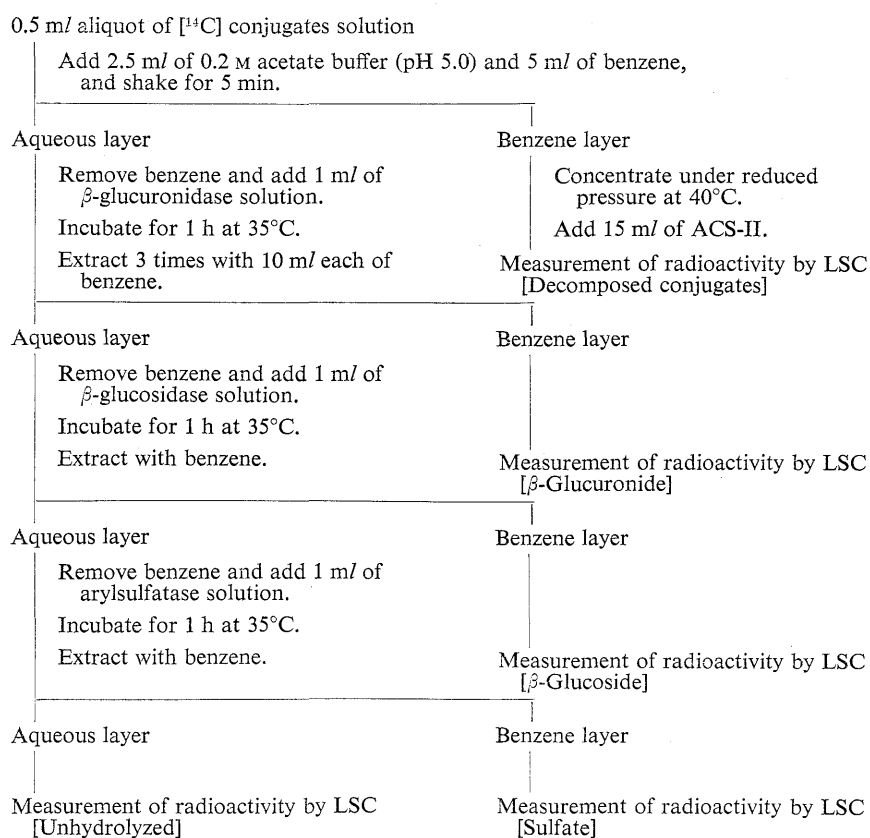 0.5 ml aliquot of [¹⁴C] conjugates solution
Add 2.5 ml of 0.2 M acetate buffer (pH 5.0) and 5 ml of benzene,
and shake for 5 min.
Aqueous layer
Remove benzene and add 1 ml of
β-glucuronidase solution.
Incubate for 1 h at 35°C.
Extract 3 times with 10 ml each of
benzene.
Benzene layer
Concentrate under reduced
pressure at 40°C.
Add 15 ml of ACS-II.
Measurement of radioactivity by LSC
[Decomposed conjugates]
Aqueous layer
Remove benzene and add 1 ml of
β-glucosidase solution.
Incubate for 1 h at 35°C.
Extract with benzene.
Benzene layer
Measurement of radioactivity by LSC
[β-Glucuronide]
Aqueous layer
Remove benzene and add 1 ml of
arylsulfatase solution.
Incubate for 1 h at 35°C.
Extract with benzene.
Benzene layer
Measurement of radioactivity by LSC
[β-Glucoside]
Aqueous layer
Measurement of radioactivity by LSC
[Unhydrolyzed]
Benzene layer
Measurement of radioactivity by LSC
[Sulfate]